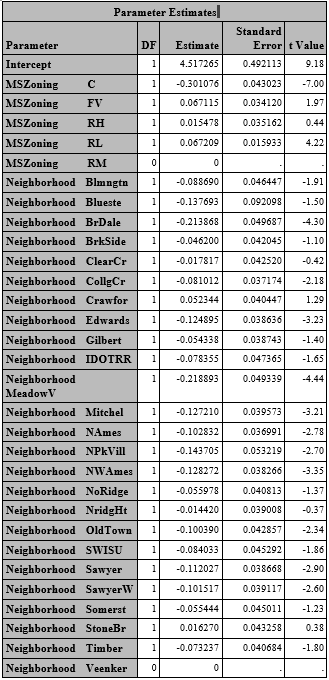 Parameter Estimates
Parameter DF Estimate Standard Error t Value
Intercept 1 4.517265 0.492113 9.18
MSZoning C 1 -0.301076 0.043023 -7.00
MSZoning FV 1 0.067115 0.034120 1.97
MSZoning RH 1 0.015478 0.035162 0.44
MSZoning RL 1 0.067209 0.015933 4.22
MSZoning RM 0 0 . .
Neighborhood Blmngtn 1 -0.088690 0.046447 -1.91
Neighborhood Blueste 1 -0.137693 0.092098 -1.50
Neighborhood BrDale 1 -0.213868 0.049687 -4.30
Neighborhood BrkSide 1 -0.046200 0.042045 -1.10
Neighborhood ClearCr 1 -0.017817 0.042520 -0.42
Neighborhood CollgCr 1 -0.081012 0.037174 -2.18
Neighborhood Crawfor 1 0.052344 0.040447 1.29
Neighborhood Edwards 1 -0.124895 0.038636 -3.23
Neighborhood Gilbert 1 -0.054338 0.038743 -1.40
Neighborhood IDOTRR 1 -0.078355 0.047365 -1.65
Neighborhood MeadowV 1 -0.218893 0.049339 -4.44
Neighborhood Mitchel 1 -0.127210 0.039573 -3.21
Neighborhood NAmes 1 -0.102832 0.036991 -2.78
Neighborhood NPkVill 1 -0.143705 0.053219 -2.70
Neighborhood NWAmes 1 -0.128272 0.038266 -3.35
Neighborhood NoRidge 1 -0.055978 0.040813 -1.37
Neighborhood NridgHt 1 -0.014420 0.039008 -0.37
Neighborhood OldTown 1 -0.100390 0.042857 -2.34
Neighborhood SWISU 1 -0.084033 0.045292 -1.86
Neighborhood Sawyer 1 -0.112027 0.038668 -2.90
Neighborhood SawyerW 1 -0.101517 0.039117 -2.60
Neighborhood Somerst 1 -0.055444 0.045011 -1.23
Neighborhood StoneBr 1 0.016270 0.043258 0.38
Neighborhood Timber 1 -0.073237 0.040684 -1.80
Neighborhood Veenker 0 0 . .